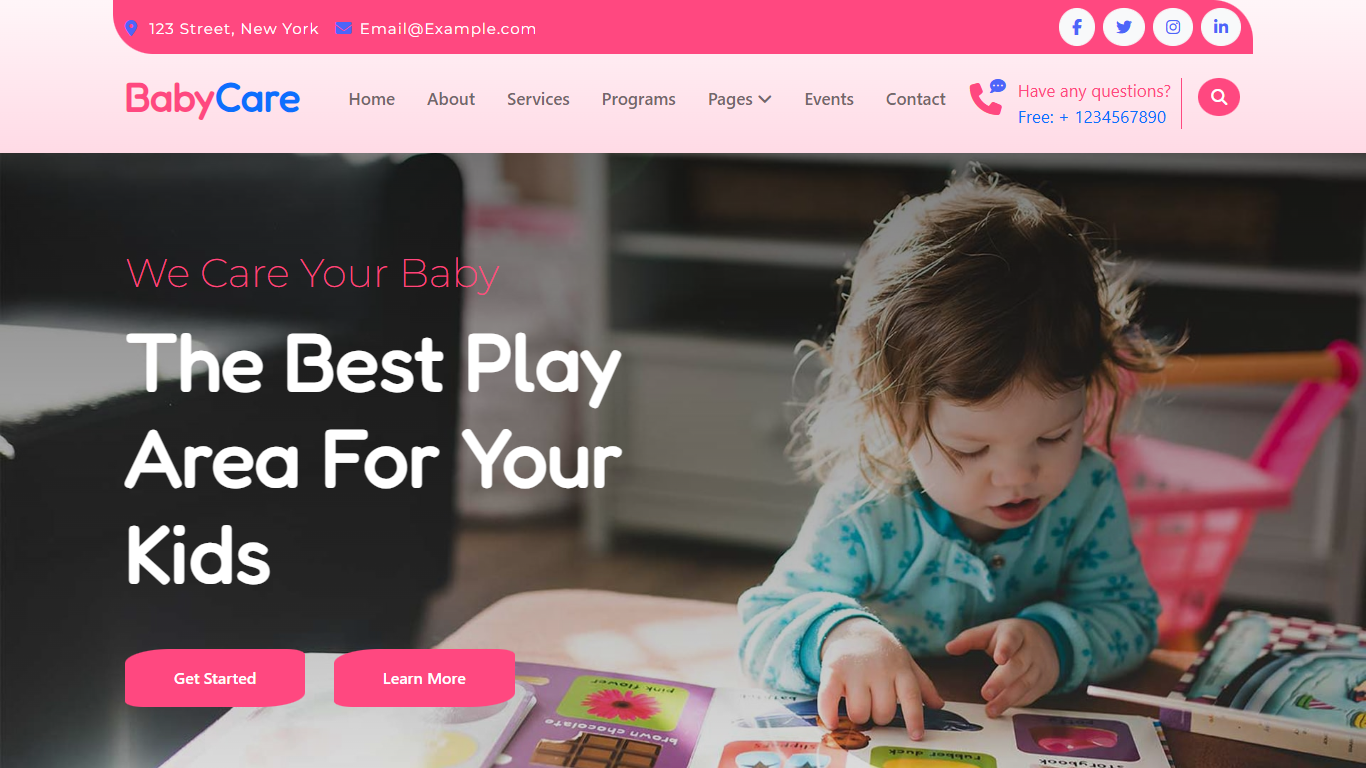 123 Street, New York Email@Example.com
BabyCare Home About Services Programs Pages Events Contact
Have any questions?
Free: + 1234567890
We Care Your Baby
The Best Play
Area For Your
Kids
Get Started Learn More
pink flower
brown chocolate
slippers
rubber duck
storybook